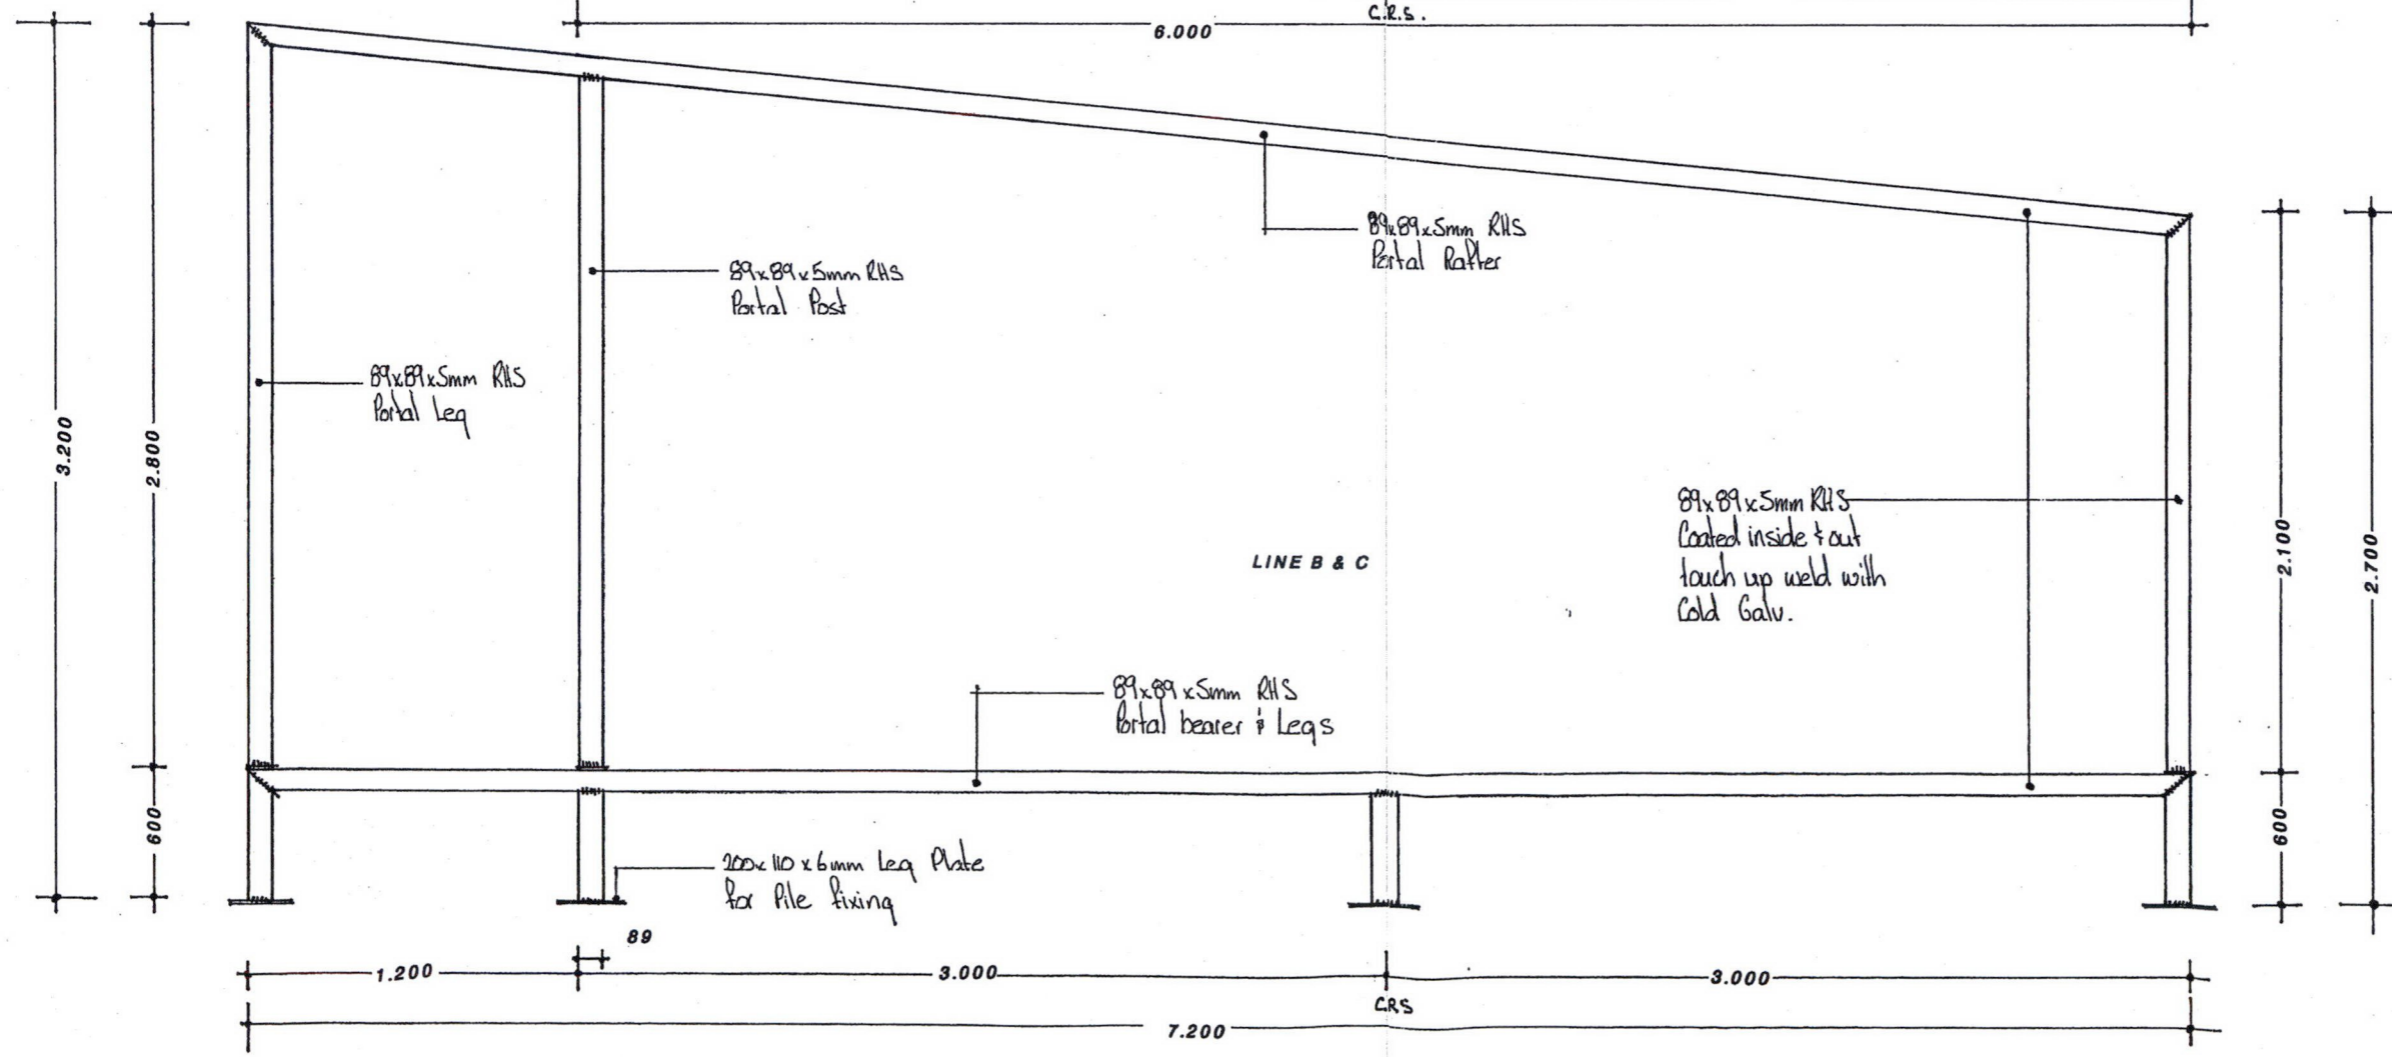 C.R.S.
6.000
89x89x5mm RHS
Portal Rafter
89x89x5mm RHS
Portal Post
89x89x5mm RHS
Portal Leg
3.200
2.800
89x89x5mm RHS
Coated inside & out
touch up weld with
Cold Galv.
2.100
2.700
LINE B & C
89x89x5mm RHS
Portal bearer & Legs
600
600
200x110x6mm Leg Plate
for Pile fixing
89
1.200
3.000
3.000
CRS
7.200